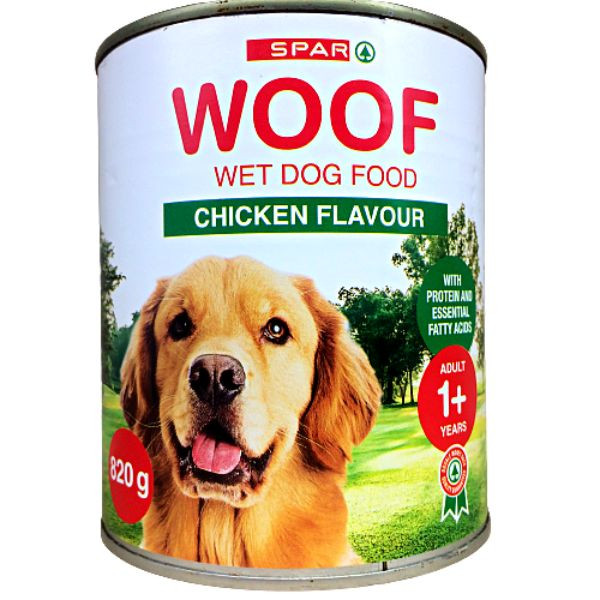 SPAR
WOOF
WET DOG FOOD
CHICKEN FLAVOUR
WITH
PROTEIN AND
ESSENTIAL
FATTY ACIDS
ADULT
1+
YEARS
820 g